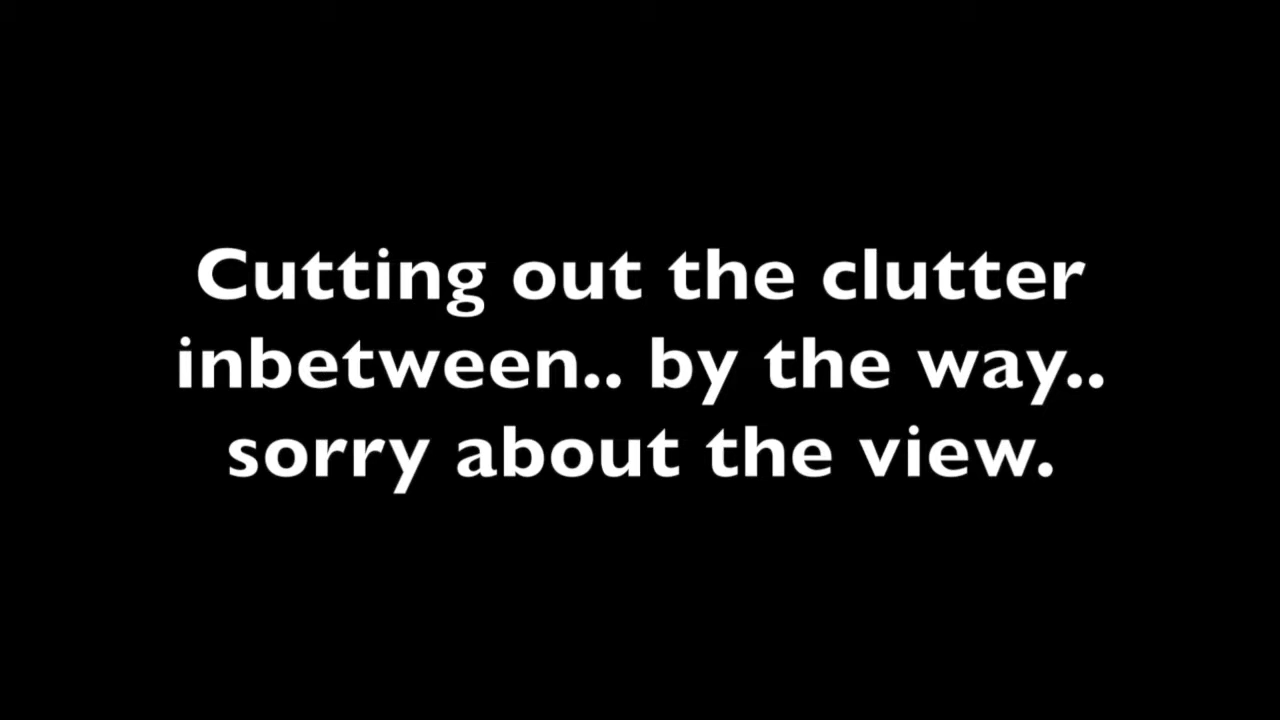 Cutting out the clutter
inbetween.. by the way..
sorry about the view.